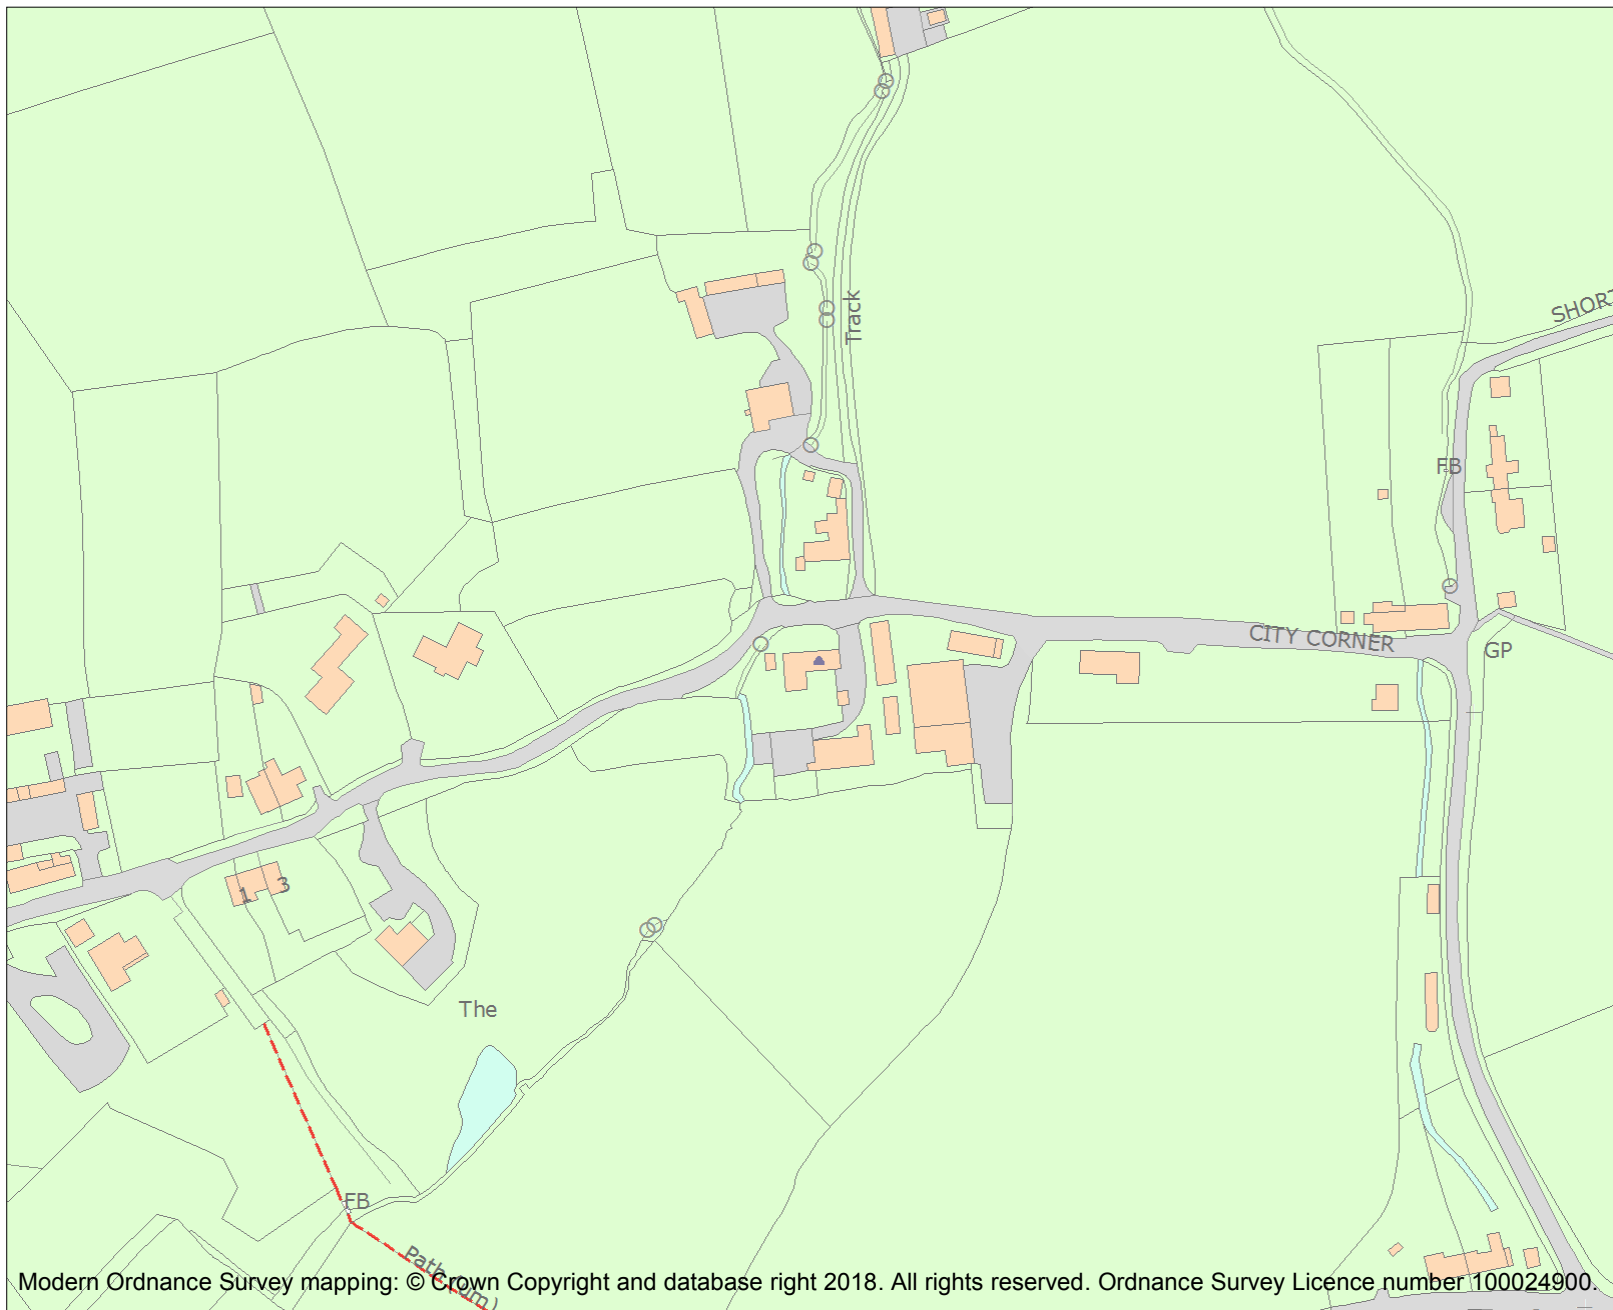 Track
SHORT
FB
CITY CORNER
GP
1
3
The
FB
Path (um)
Modern Ordnance Survey mapping: © Crown Copyright and database right 2018. All rights reserved. Ordnance Survey Licence number 100024900.